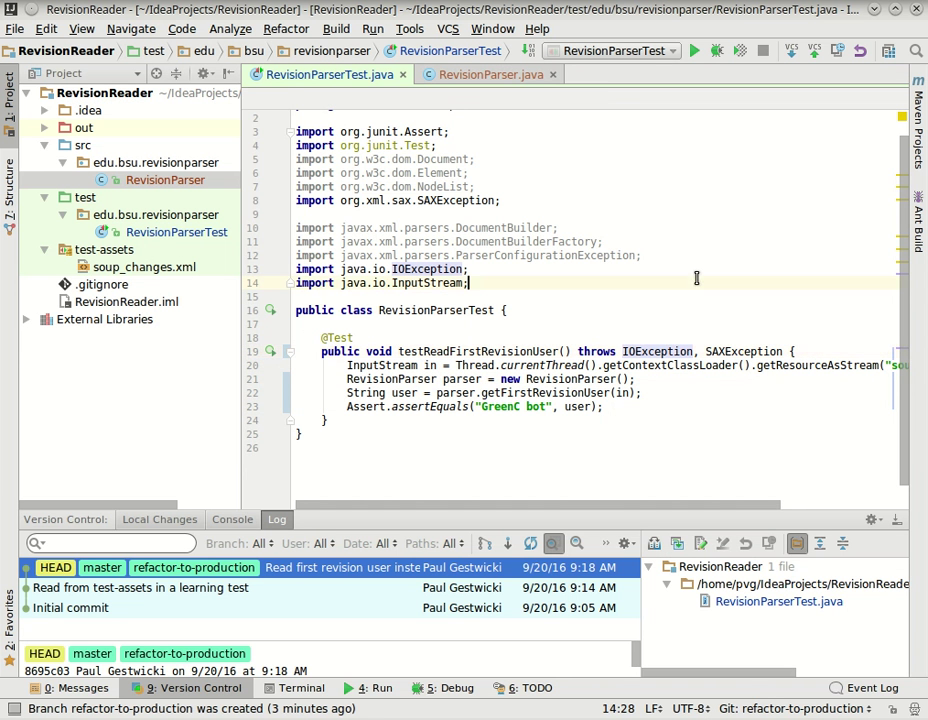 RevisionReader - [~/IdeaProjects/RevisionReader] - [RevisionReader] - ~/IdeaProjects/RevisionReader/test/edu/bsu/revisionparser/RevisionParserTest.java - I...
File Edit View Navigate Code Analyze Refactor Build Run Tools VCS Window Help
RevisionReader test edu bsu revisionparser RevisionParserTest RevisionParserTest
Project
RevisionParserTest.java RevisionParser.java
RevisionReader ~/IdeaProjects/
.idea
out
src
edu.bsu.revisionparser
RevisionParser
test
edu.bsu.revisionparser
RevisionParserTest
test-assets
soup_changes.xml
.gitignore
RevisionReader.iml
External Libraries
1: Project
7: Structure
2: Favorites
Maven Projects
Ant Build
2
3 import org.junit.Assert;
4 import org.junit.Test;
5 import org.w3c.dom.Document;
6 import org.w3c.dom.Element;
7 import org.w3c.dom.NodeList;
8 import org.xml.sax.SAXException;
9
10 import javax.xml.parsers.DocumentBuilder;
11 import javax.xml.parsers.DocumentBuilderFactory;
12 import javax.xml.parsers.ParserConfigurationException;
13 import java.io.IOException;
14 import java.io.InputStream;
15
16 public class RevisionParserTest {
17
18 @Test
19 public void testReadFirstRevisionUser() throws IOException, SAXException {
20 InputStream in = Thread.currentThread().getContextClassLoader().getResourceAsStream("sou
21 RevisionParser parser = new RevisionParser();
22 String user = parser.getFirstRevisionUser(in);
23 Assert.assertEquals("GreenC bot", user);
24 }
25 }
26
Version Control: Local Changes Console Log
Branch: All User: All Date: All Paths: All
HEAD master refactor-to-production Read first revision user inste Paul Gestwicki 9/20/16 9:18 AM
Read from test-assets in a learning test Paul Gestwicki 9/20/16 9:14 AM
Initial commit Paul Gestwicki 9/20/16 9:05 AM
RevisionReader 1 file
/home/pvg/IdeaProjects/RevisionReade
RevisionParserTest.java
HEAD master refactor-to-production
8695c03 Paul Gestwicki on 9/20/16 at 9:18 AM
0: Messages 9: Version Control Terminal 4: Run 5: Debug 6: TODO Event Log
Branch refactor-to-production was created (3 minutes ago) 14:28 LF UTF-8 Git: refactor-to-production